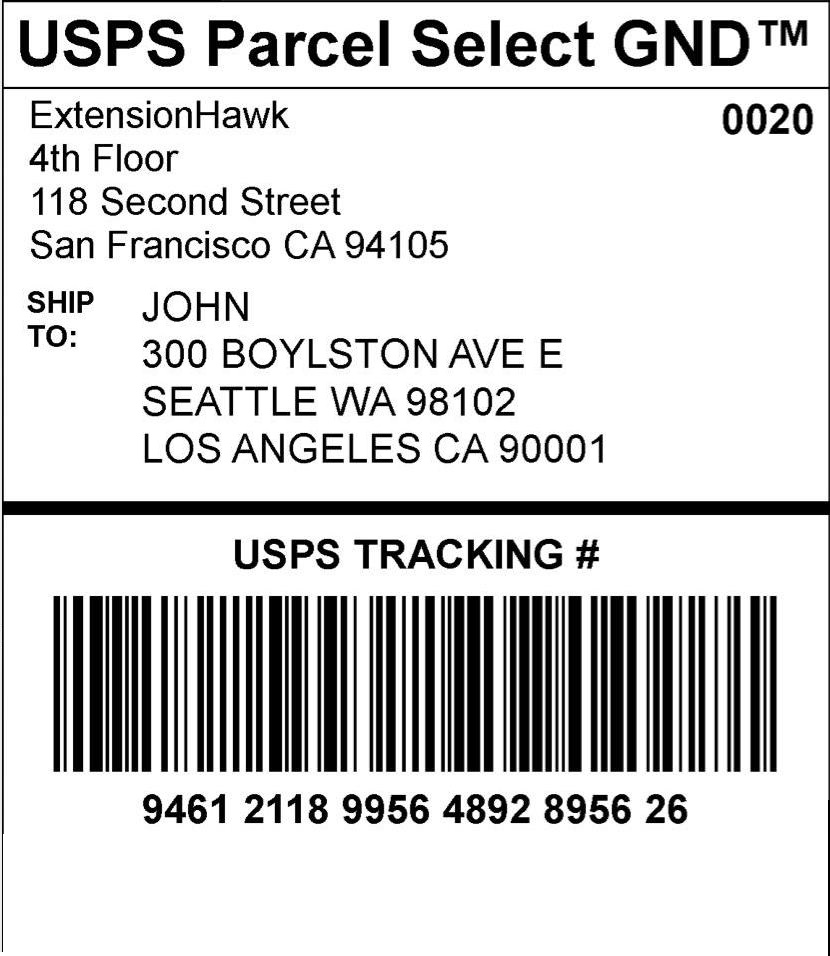 USPS Parcel Select GND™
ExtensionHawk
0020
4th Floor
118 Second Street
San Francisco CA 94105
SHIP TO:
JOHN
300 BOYLSTON AVE E
SEATTLE WA 98102
LOS ANGELES CA 90001
USPS TRACKING #
9461 2118 9956 4892 8956 26